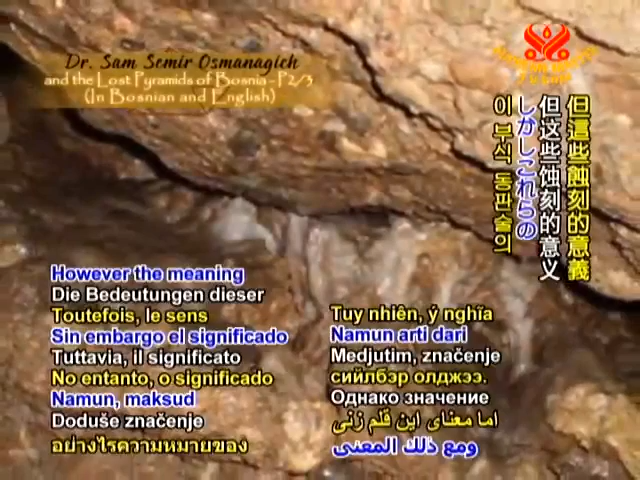 Dr. Sam Semir Osmanagich
and the Lost Pyramids of Bosnia - P2/3
(In Bosnian and English)
但這些蝕刻的意義
但这些蚀刻的意义
しかしこれらの
이 부식 동판술의
However the meaning
Die Bedeutungen dieser
Toutefois, le sens
Sin embargo el significado
Tuttavia, il significato
No entanto, o significado
Namun, maksud
Doduše značenje
อย่างไรความหมายของ
Tuy nhiên, ý nghĩa
Namun arti dari
Medjutim, značenje
сийлбэр олджээ.
Однако значение
اما معنای این قلم زنی
ومع ذلك المعنى